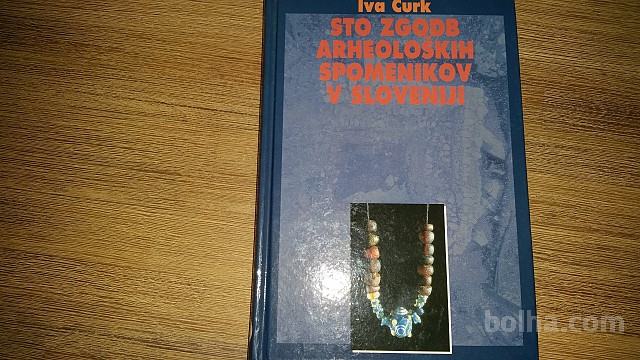 Iva Curk
STO ZGODB
ARHEOLOŠKIH
SPOMENIKOV
V SLOVENIJI
bolha.com